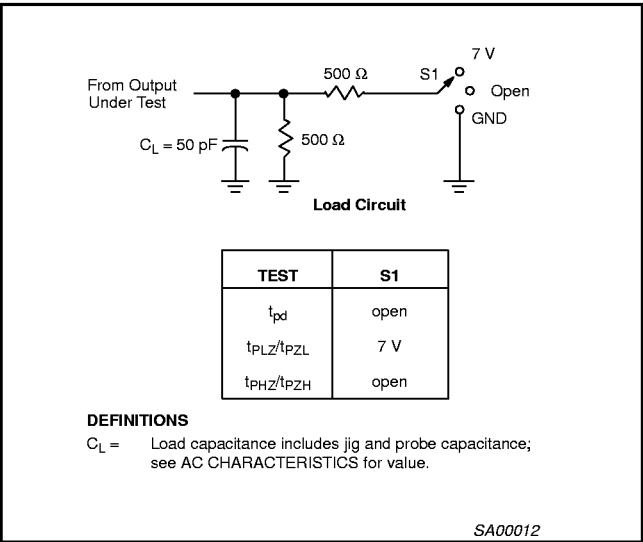 7 V
500 Ω
S1
From Output
Under Test
Open
GND
C_L = 50 pF
500 Ω
Load Circuit
TEST S1
t_pd open
t_PLZ/t_PZL 7 V
t_PHZ/t_PZH open
DEFINITIONS
C_L = Load capacitance includes jig and probe capacitance;
see AC CHARACTERISTICS for value.
SA00012